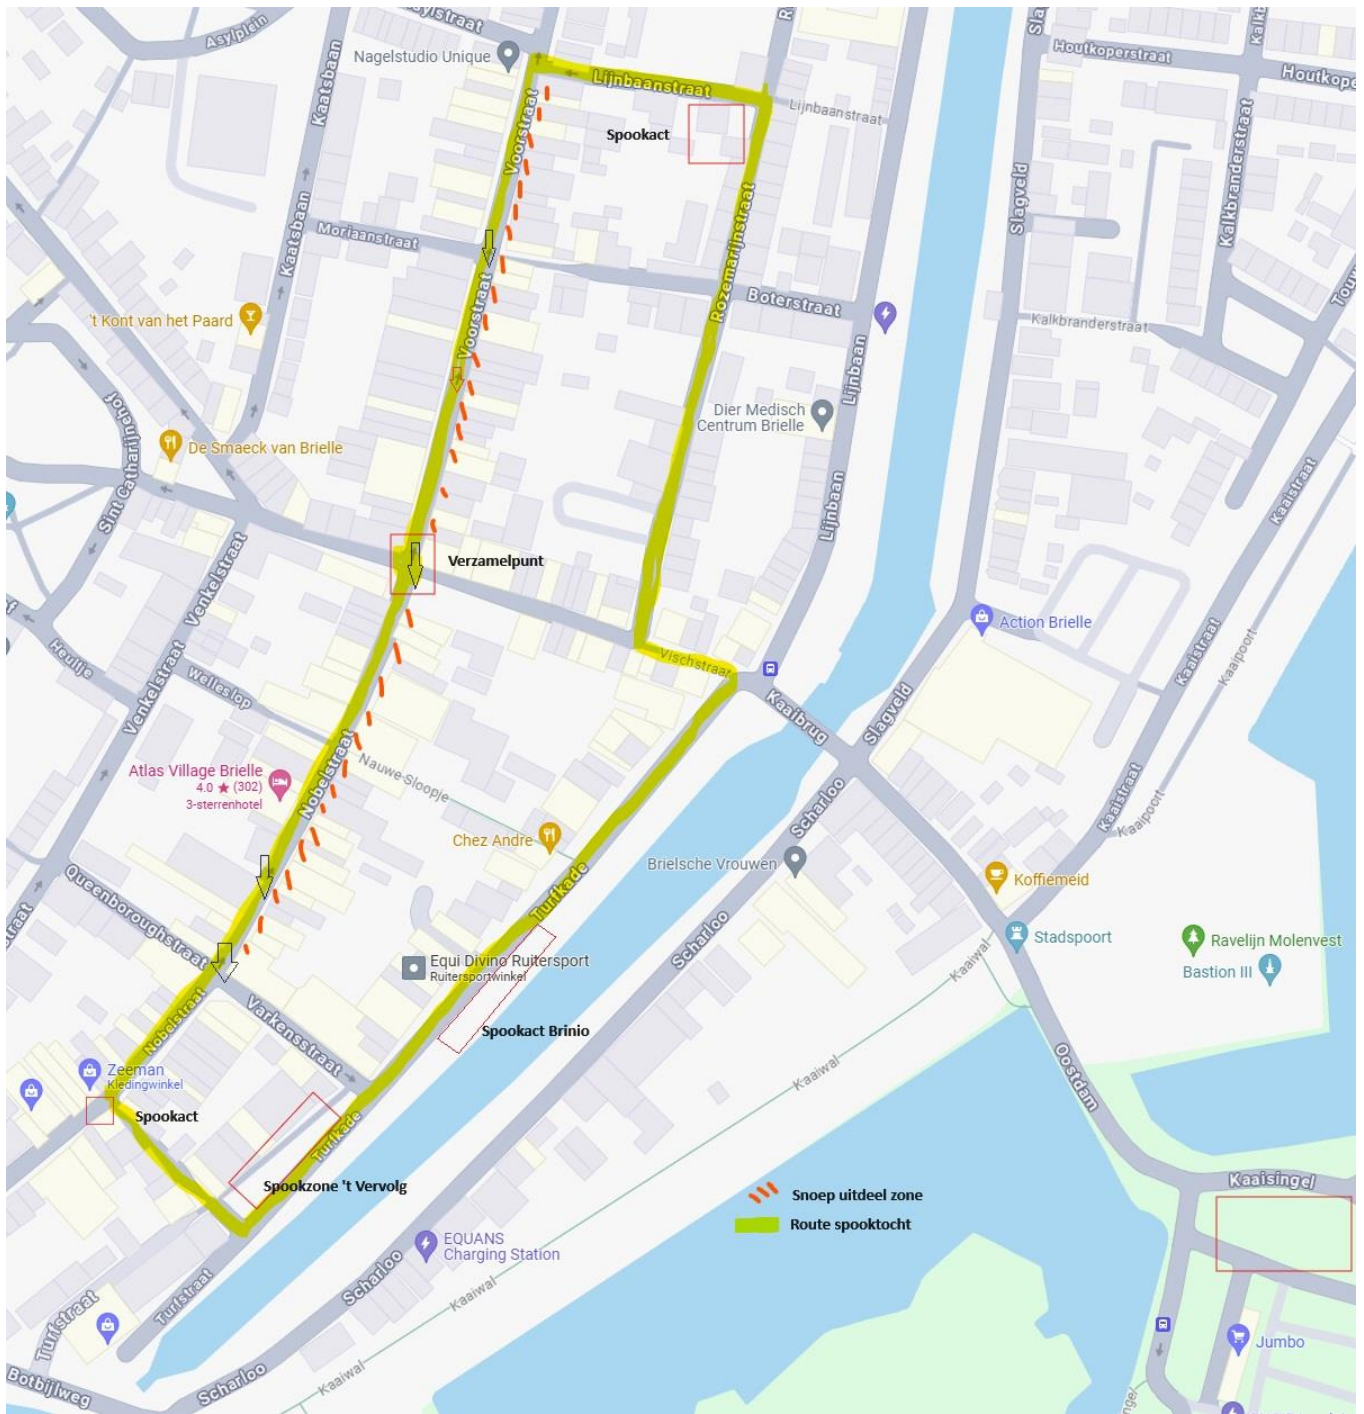 Asylplein
Kaatsbaan
Nagelstudio Unique
Lijnbaanstraat
Lijnbaanstraat
Spookact
Voorstraat
Houtkoperstraat
Slagveld
Kalkbranderstraat
Moriaanstraat
Kaatsbaan
Rozemarijnstraat
Boterstraat
't Kont van het Paard
Voorstraat
Kalkbranderstraat
Lijnbaan
Dier Medisch
Centrum Brielle
De Smaeck van Brielle
Sint Catharijnehof
Lijnbaan
Kaaistraat
Venkelstraat
Verzamelpunt
Action Brielle
Heultje
Welleslop
Venkelstraat
Vischstraat
Kaaibrug
Slagveld
Kaaistraat
Kaaipoort
Nobelstraat
Nauwe Sloopje
Atlas Village Brielle
4.0 ★ (302)
3-sterrenhotel
Chez Andre
Scharloo
Kaaistraat
Kaaipoort
Brielsche Vrouwen
Koffiemeid
Queenboroughstraat
Turfkade
Scharloo
Kaaiwal
Stadspoort
Ravelijn Molenvest
Bastion III
Equi Divino Ruitersport
Ruitersportwinkel
Spookact Brinio
Nobelstraat
Varkensstraat
Zeeman
Kledingwinkel
Spookact
Turfkade
Kaaiwal
Oostdam
Spookzone 't Vervolg
Snoep uitdeel zone
Route spooktocht
Kaaisingel
EQUANS
Charging Station
Turfstraat
Turfstraat
Scharloo
Kaaiwal
Jumbo
Botbijlweg
Scharloo
Kaaiwal